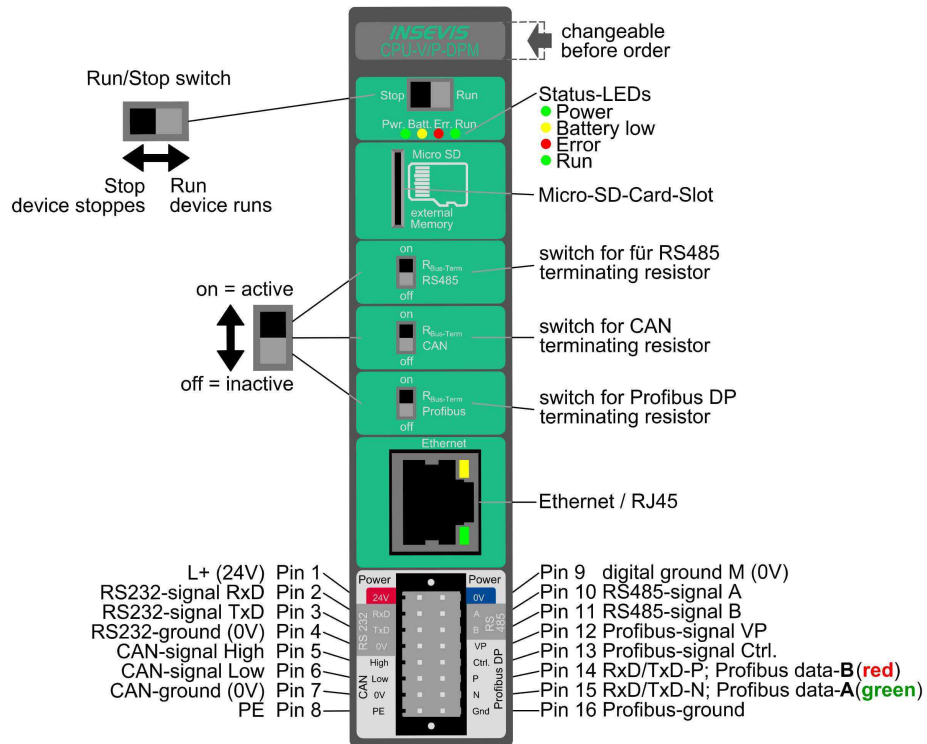 INSEVIS
CPU-V/P-DPM
changeable
before order
Run/Stop switch
Stop
Run
Stop
device stoppes
Run
device runs
Pwr. Batt. Err. Run
Status-LEDs
Power
Battery low
Error
Run
Micro SD
external
Memory
Micro-SD-Card-Slot
on
RBus-Term
RS485
off
switch for für RS485
terminating resistor
on = active
off = inactive
on
RBus-Term
CAN
off
switch for CAN
terminating resistor
on
RBus-Term
Profibus
off
switch for Profibus DP
terminating resistor
Ethernet
Ethernet / RJ45
L+ (24V) Pin 1
RS232-signal RxD Pin 2
RS232-signal TxD Pin 3
RS232-ground (0V) Pin 4
CAN-signal High Pin 5
CAN-signal Low Pin 6
CAN-ground (0V) Pin 7
PE Pin 8
Power
24V
RS 232
RxD
TxD
0V
CAN
High
Low
0V
PE
Power
0V
A
B
RS
485
VP
Ctrl.
P
N
Gnd
Profibus DP
Pin 9 digital ground M (0V)
Pin 10 RS485-signal A
Pin 11 RS485-signal B
Pin 12 Profibus-signal VP
Pin 13 Profibus-signal Ctrl.
Pin 14 RxD/TxD-P; Profibus data-B(red)
Pin 15 RxD/TxD-N; Profibus data-A(green)
Pin 16 Profibus-ground